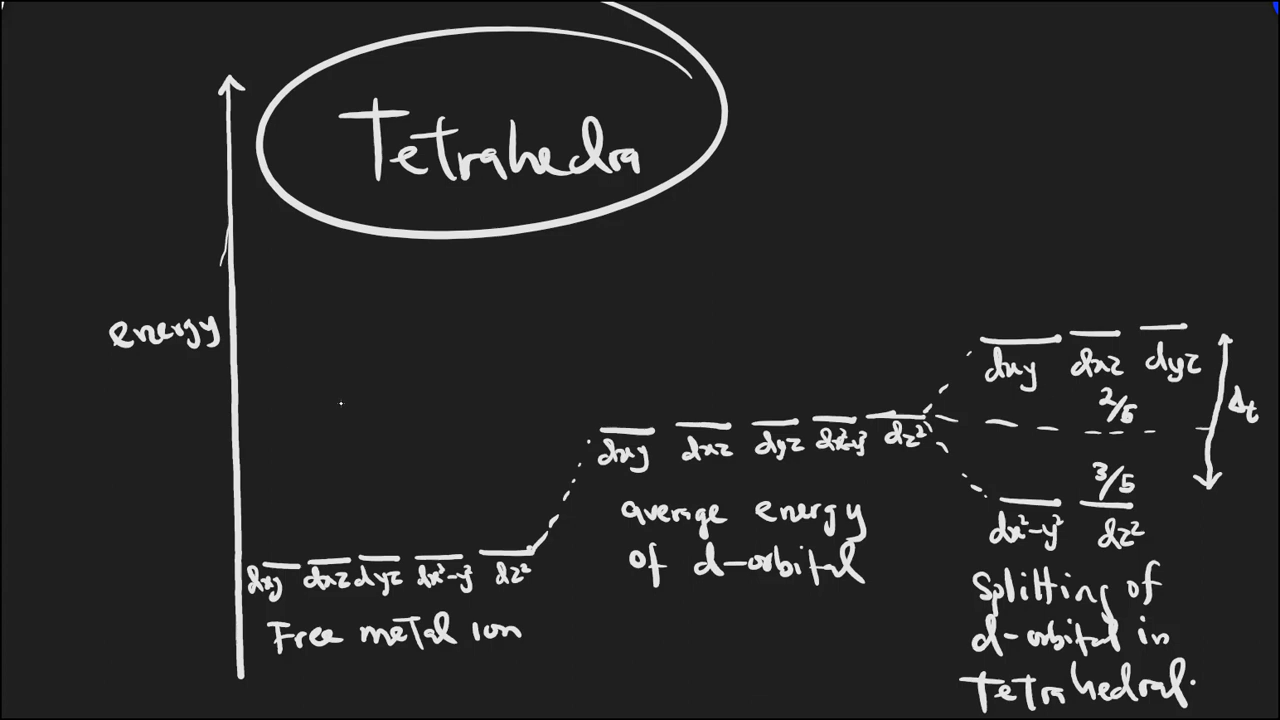 Tetrahedra
energy
dxy dxz dyz
2/5
Δt
dxy dxz dyz dx²-y² dz²
3/5
dx²-y² dz²
average energy
of d-orbital
dxy dxz dyz dx²-y² dz²
Free metal ion
Splitting of
d-orbital in
Tetrahedral.